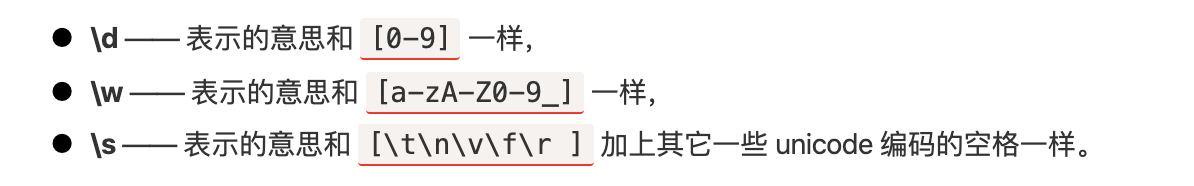 ● \d —— 表示的意思和 [0-9] 一样,
● \w —— 表示的意思和 [a-zA-Z0-9_] 一样,
● \s —— 表示的意思和 [\t\n\v\f\r ] 加上其它一些 unicode 编码的空格一样。